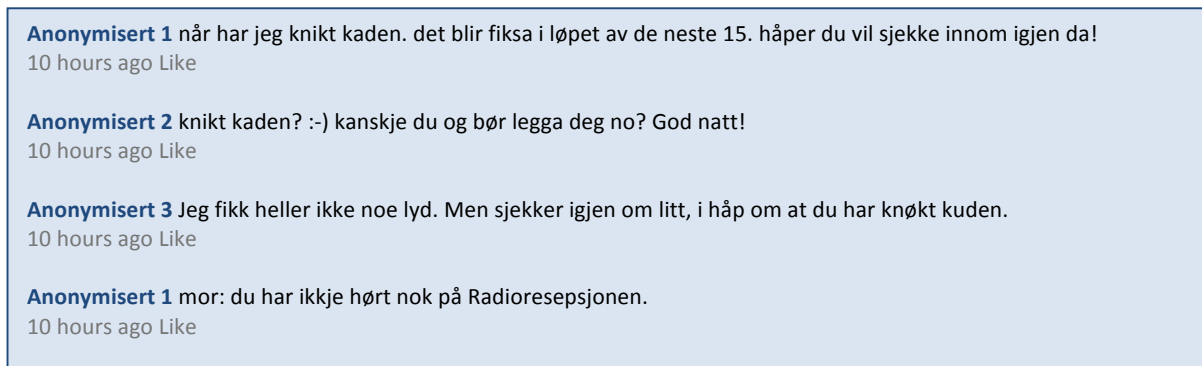 Anonymisert 1 når har jeg knikt kaden. det blir fiksa i løpet av de neste 15. håper du vil sjekke innom igjen da!
10 hours ago Like
Anonymisert 2 knikt kaden? :-) kanskje du og bør legga deg no? God natt!
10 hours ago Like
Anonymisert 3 Jeg fikk heller ikke noe lyd. Men sjekker igjen om litt, i håp om at du har knøkt kuden.
10 hours ago Like
Anonymisert 1 mor: du har ikkje hørt nok på Radioresepsjonen.
10 hours ago Like